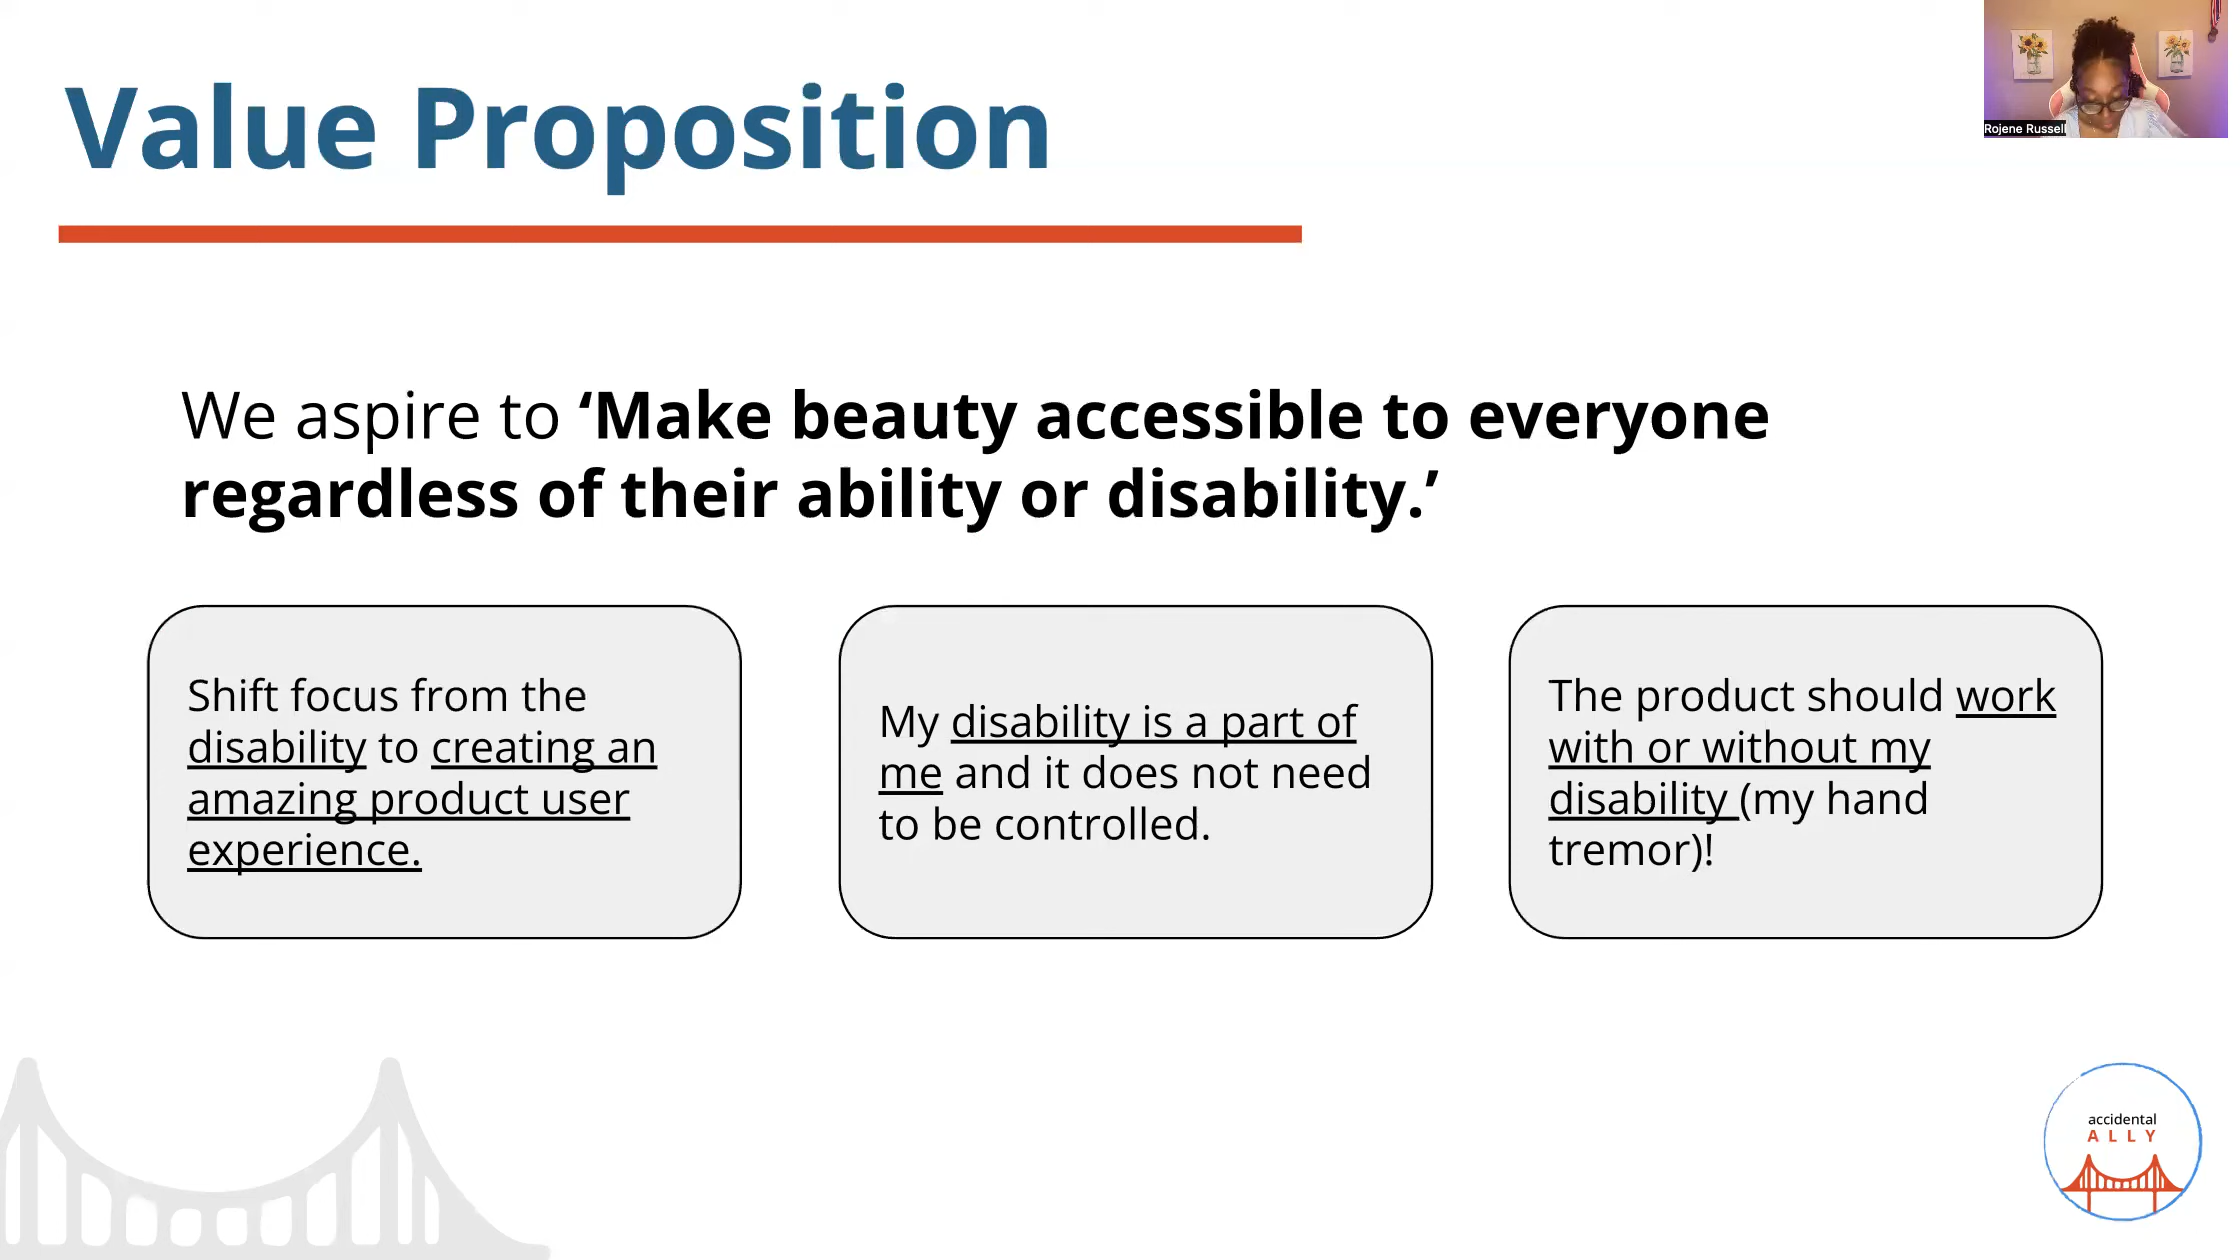 Value Proposition
Rojene Russell
We aspire to ‘Make beauty accessible to everyone
regardless of their ability or disability.’
Shift focus from the
disability to creating an
amazing product user
experience.
My disability is a part of
me and it does not need
to be controlled.
The product should work
with or without my
disability (my hand
tremor)!
accidental
ALLY